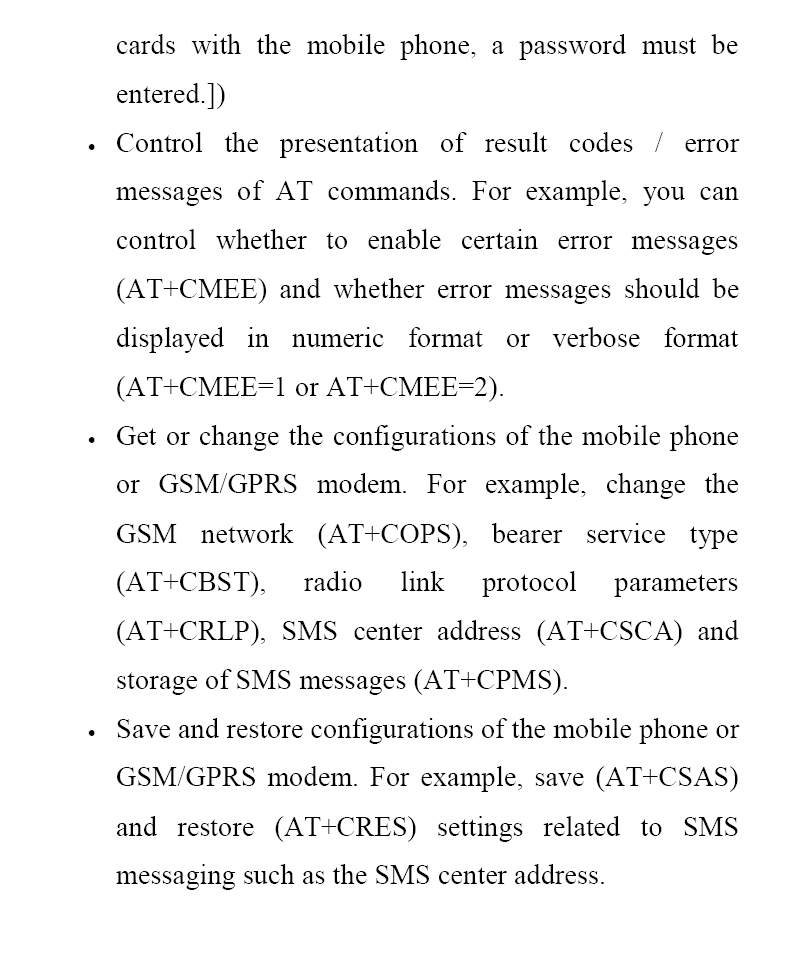 cards with the mobile phone, a password must be
entered.])
• Control the presentation of result codes / error
messages of AT commands. For example, you can
control whether to enable certain error messages
(AT+CMEE) and whether error messages should be
displayed in numeric format or verbose format
(AT+CMEE=1 or AT+CMEE=2).
• Get or change the configurations of the mobile phone
or GSM/GPRS modem. For example, change the
GSM network (AT+COPS), bearer service type
(AT+CBST), radio link protocol parameters
(AT+CRLP), SMS center address (AT+CSCA) and
storage of SMS messages (AT+CPMS).
• Save and restore configurations of the mobile phone or
GSM/GPRS modem. For example, save (AT+CSAS)
and restore (AT+CRES) settings related to SMS
messaging such as the SMS center address.